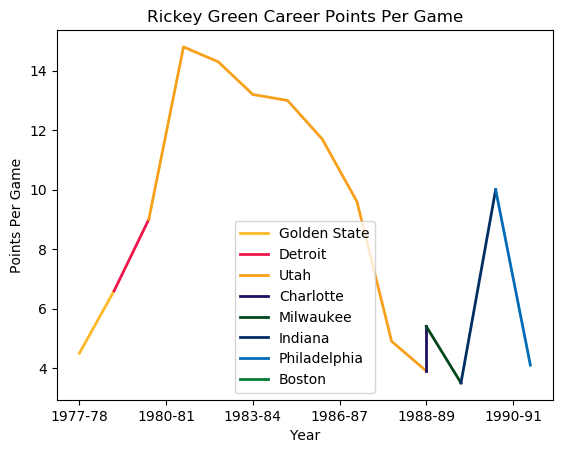 Rickey Green Career Points Per Game
Points Per Game
14
12
10
8
6
4
Golden State
Detroit
Utah
Charlotte
Milwaukee
Indiana
Philadelphia
Boston
1977-78 1980-81 1983-84 1986-87 1988-89 1990-91
Year